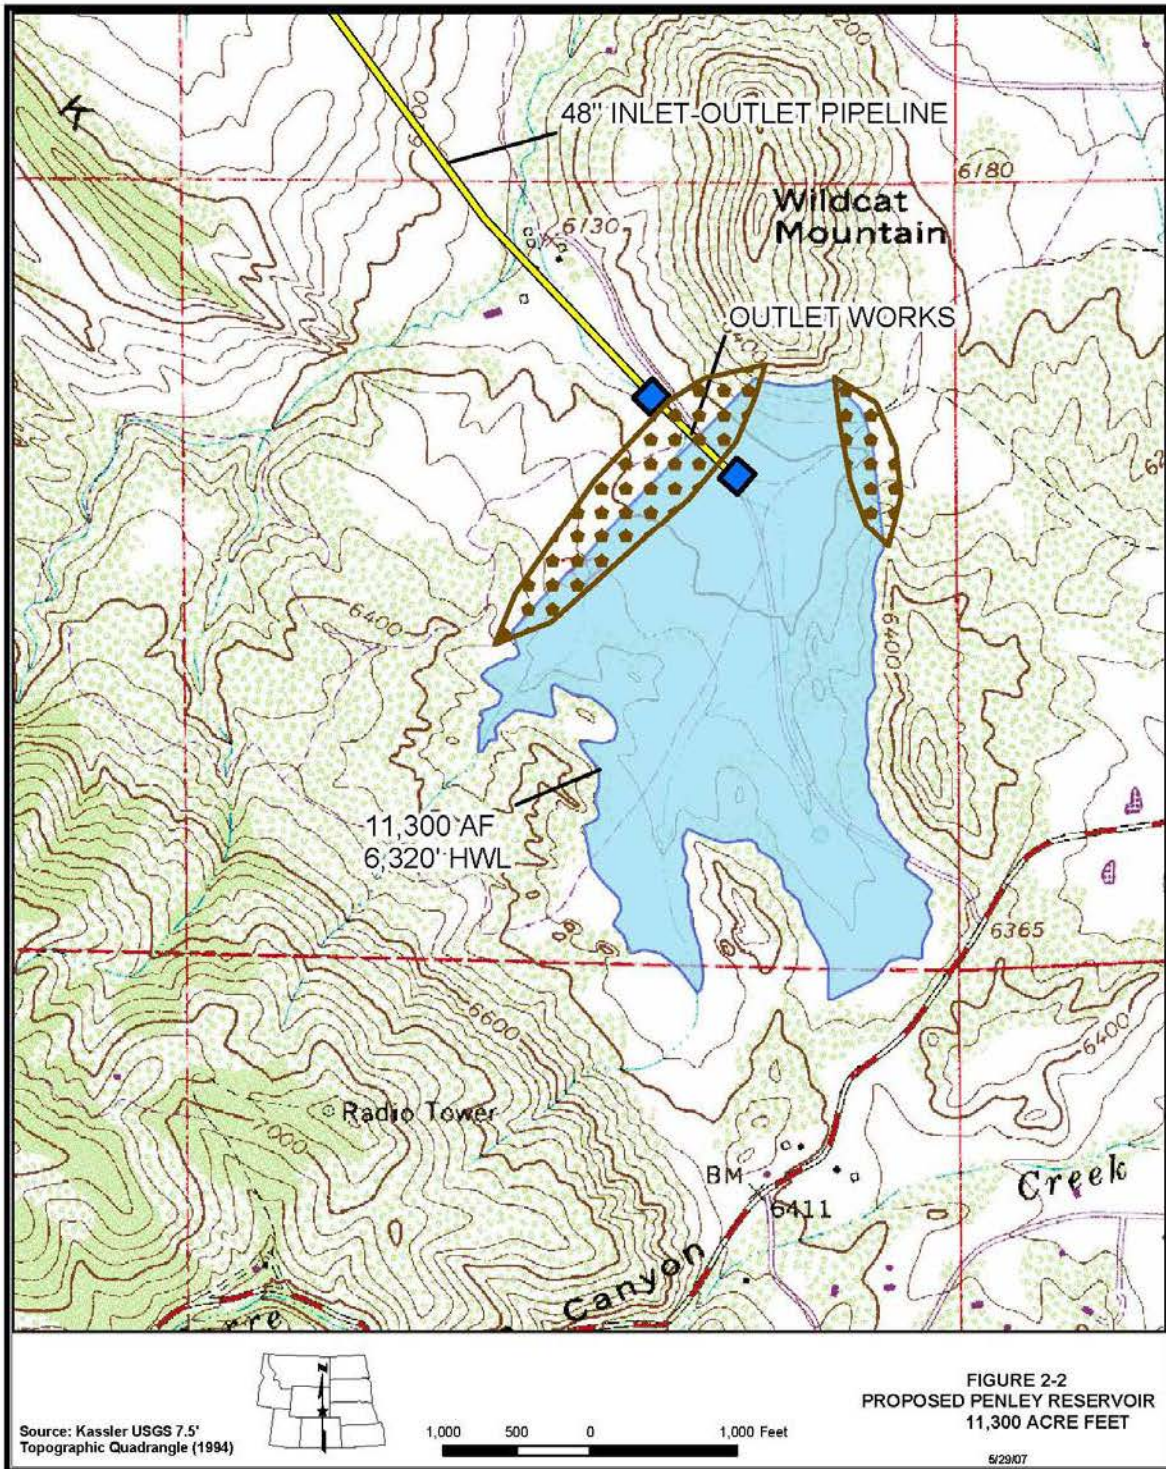 K
6200
6200
48" INLET-OUTLET PIPELINE
6180
Wildcat
Mountain
6130
OUTLET WORKS
6400
6400
11,300 AF
6,320' HWL
6365
6600
6400
Radio Tower
7000
BM
6411
Creek
Canyon
N
Source: Kassler USGS 7.5'
Topographic Quadrangle (1994)
1,000 500 0 1,000 Feet
FIGURE 2-2
PROPOSED PENLEY RESERVOIR
11,300 ACRE FEET
5/29/07